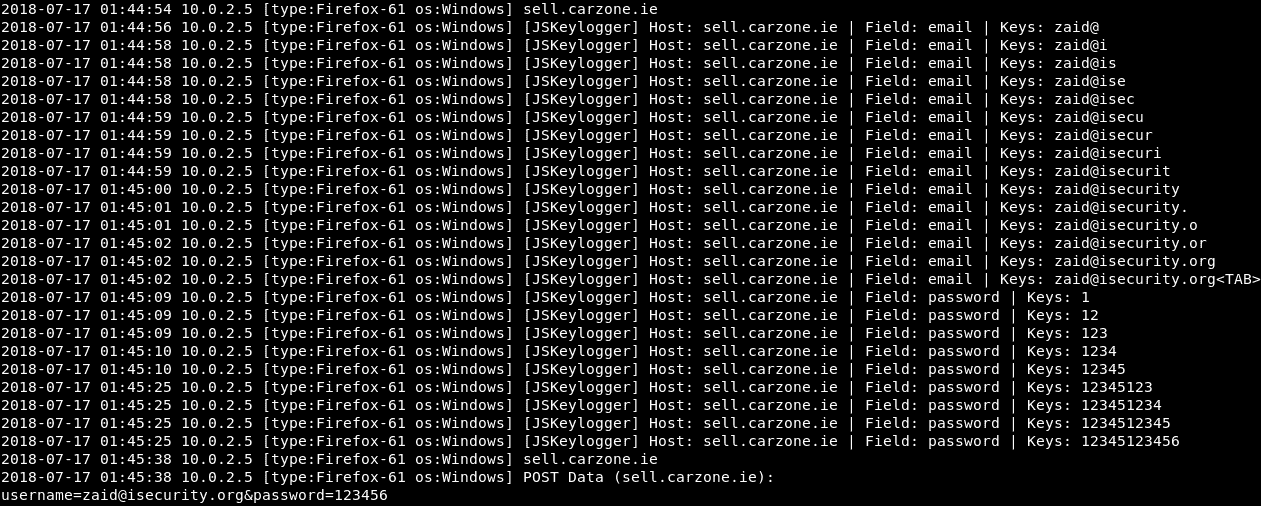 2018-07-17 01:44:54 10.0.2.5 [type:Firefox-61 os:Windows] sell.carzone.ie
2018-07-17 01:44:56 10.0.2.5 [type:Firefox-61 os:Windows] [JSKeylogger] Host: sell.carzone.ie | Field: email | Keys: zaid@
2018-07-17 01:44:58 10.0.2.5 [type:Firefox-61 os:Windows] [JSKeylogger] Host: sell.carzone.ie | Field: email | Keys: zaid@i
2018-07-17 01:44:58 10.0.2.5 [type:Firefox-61 os:Windows] [JSKeylogger] Host: sell.carzone.ie | Field: email | Keys: zaid@is
2018-07-17 01:44:58 10.0.2.5 [type:Firefox-61 os:Windows] [JSKeylogger] Host: sell.carzone.ie | Field: email | Keys: zaid@ise
2018-07-17 01:44:58 10.0.2.5 [type:Firefox-61 os:Windows] [JSKeylogger] Host: sell.carzone.ie | Field: email | Keys: zaid@isec
2018-07-17 01:44:59 10.0.2.5 [type:Firefox-61 os:Windows] [JSKeylogger] Host: sell.carzone.ie | Field: email | Keys: zaid@isecu
2018-07-17 01:44:59 10.0.2.5 [type:Firefox-61 os:Windows] [JSKeylogger] Host: sell.carzone.ie | Field: email | Keys: zaid@isecur
2018-07-17 01:44:59 10.0.2.5 [type:Firefox-61 os:Windows] [JSKeylogger] Host: sell.carzone.ie | Field: email | Keys: zaid@isecuri
2018-07-17 01:44:59 10.0.2.5 [type:Firefox-61 os:Windows] [JSKeylogger] Host: sell.carzone.ie | Field: email | Keys: zaid@isecurit
2018-07-17 01:45:00 10.0.2.5 [type:Firefox-61 os:Windows] [JSKeylogger] Host: sell.carzone.ie | Field: email | Keys: zaid@isecurity
2018-07-17 01:45:01 10.0.2.5 [type:Firefox-61 os:Windows] [JSKeylogger] Host: sell.carzone.ie | Field: email | Keys: zaid@isecurity.
2018-07-17 01:45:01 10.0.2.5 [type:Firefox-61 os:Windows] [JSKeylogger] Host: sell.carzone.ie | Field: email | Keys: zaid@isecurity.o
2018-07-17 01:45:02 10.0.2.5 [type:Firefox-61 os:Windows] [JSKeylogger] Host: sell.carzone.ie | Field: email | Keys: zaid@isecurity.or
2018-07-17 01:45:02 10.0.2.5 [type:Firefox-61 os:Windows] [JSKeylogger] Host: sell.carzone.ie | Field: email | Keys: zaid@isecurity.org
2018-07-17 01:45:02 10.0.2.5 [type:Firefox-61 os:Windows] [JSKeylogger] Host: sell.carzone.ie | Field: email | Keys: zaid@isecurity.org<TAB>
2018-07-17 01:45:09 10.0.2.5 [type:Firefox-61 os:Windows] [JSKeylogger] Host: sell.carzone.ie | Field: password | Keys: 1
2018-07-17 01:45:09 10.0.2.5 [type:Firefox-61 os:Windows] [JSKeylogger] Host: sell.carzone.ie | Field: password | Keys: 12
2018-07-17 01:45:09 10.0.2.5 [type:Firefox-61 os:Windows] [JSKeylogger] Host: sell.carzone.ie | Field: password | Keys: 123
2018-07-17 01:45:10 10.0.2.5 [type:Firefox-61 os:Windows] [JSKeylogger] Host: sell.carzone.ie | Field: password | Keys: 1234
2018-07-17 01:45:10 10.0.2.5 [type:Firefox-61 os:Windows] [JSKeylogger] Host: sell.carzone.ie | Field: password | Keys: 12345
2018-07-17 01:45:25 10.0.2.5 [type:Firefox-61 os:Windows] [JSKeylogger] Host: sell.carzone.ie | Field: password | Keys: 12345123
2018-07-17 01:45:25 10.0.2.5 [type:Firefox-61 os:Windows] [JSKeylogger] Host: sell.carzone.ie | Field: password | Keys: 123451234
2018-07-17 01:45:25 10.0.2.5 [type:Firefox-61 os:Windows] [JSKeylogger] Host: sell.carzone.ie | Field: password | Keys: 1234512345
2018-07-17 01:45:25 10.0.2.5 [type:Firefox-61 os:Windows] [JSKeylogger] Host: sell.carzone.ie | Field: password | Keys: 12345123456
2018-07-17 01:45:38 10.0.2.5 [type:Firefox-61 os:Windows] sell.carzone.ie
2018-07-17 01:45:38 10.0.2.5 [type:Firefox-61 os:Windows] POST Data (sell.carzone.ie):
username=zaid@isecurity.org&password=123456